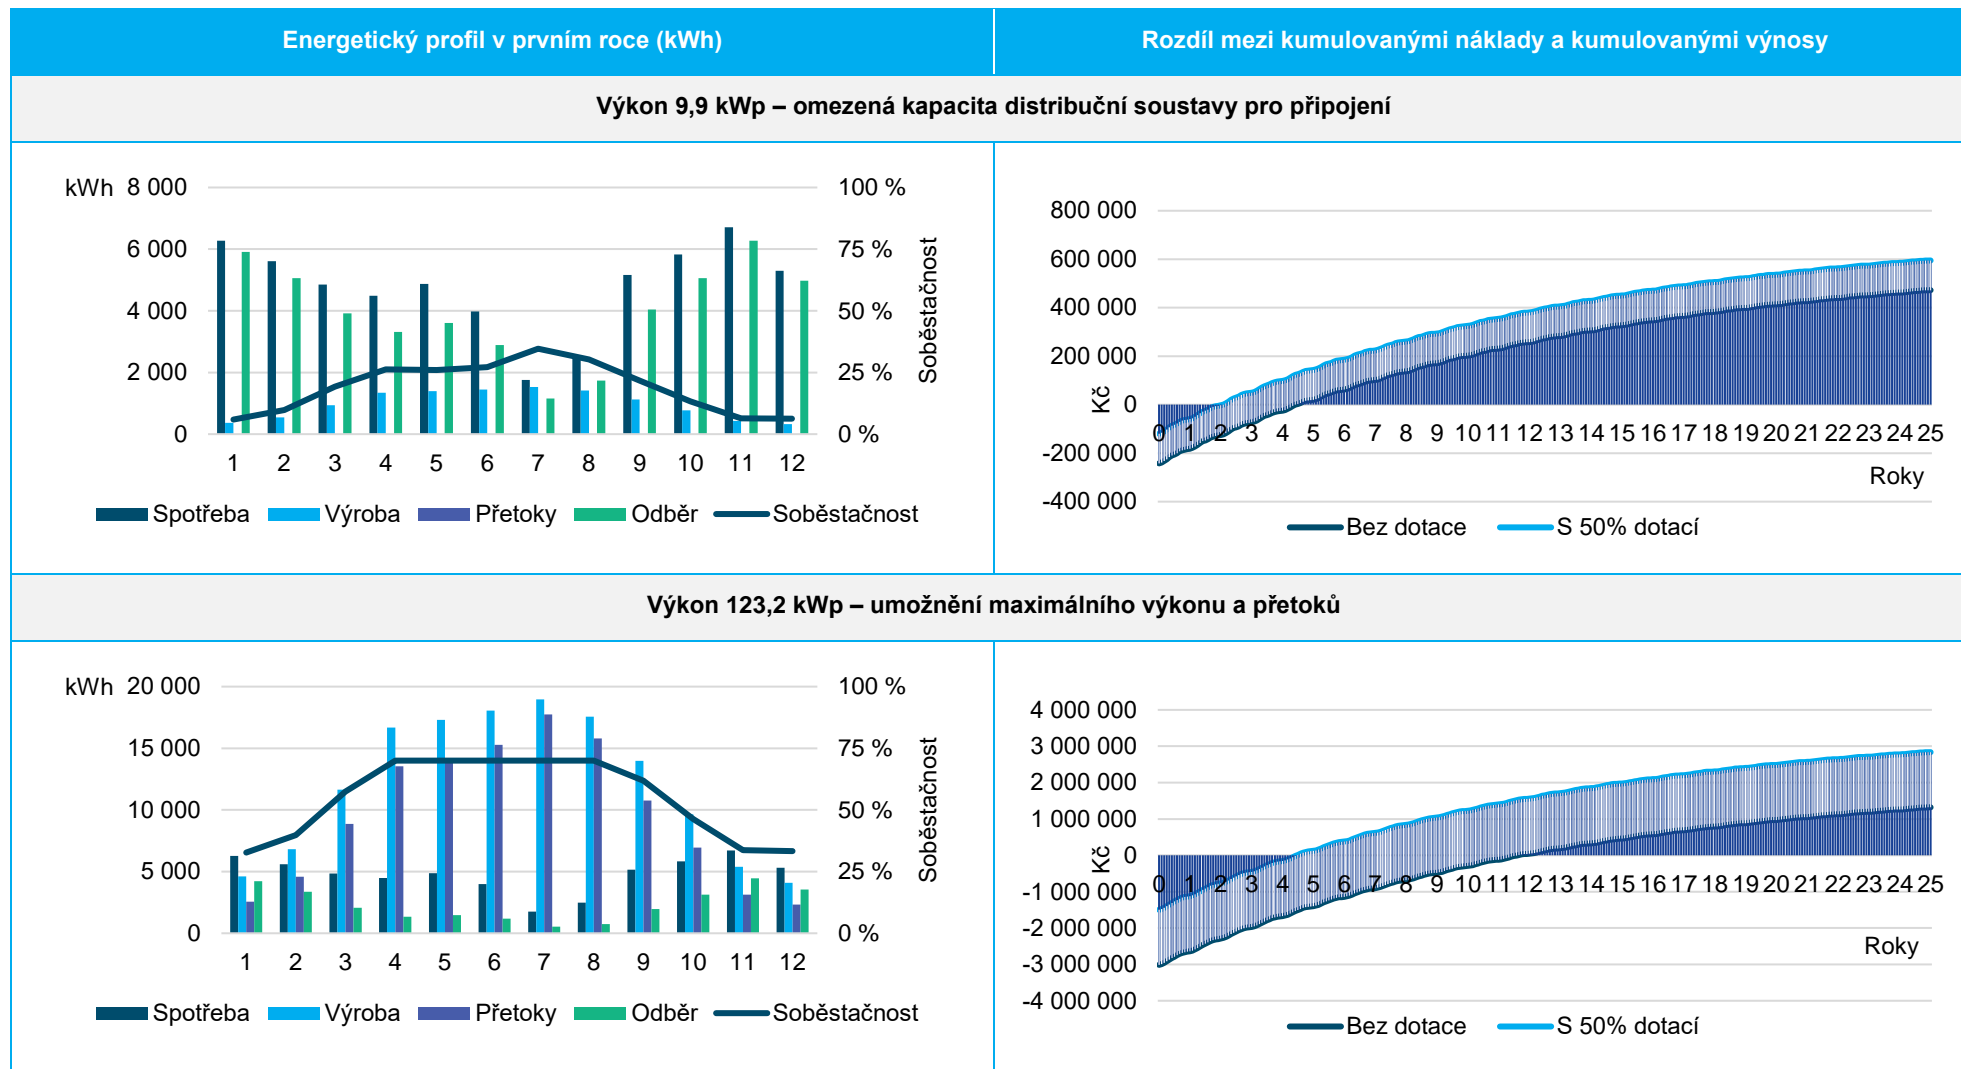 Energetický profil v prvním roce (kWh)
Rozdíl mezi kumulovanými náklady a kumulovanými výnosy
Výkon 9,9 kWp – omezená kapacita distribuční soustavy pro připojení
kWh 8 000
6 000
4 000
2 000
0
100 %
75 %
50 %
25 %
0 %
Soběstačnost
1 2 3 4 5 6 7 8 9 10 11 12
Spotřeba Výroba Přetoky Odběr Soběstačnost
800 000
600 000
400 000
200 000
0
-200 000
-400 000
Kč
0 1 2 3 4 5 6 7 8 9 10 11 12 13 14 15 16 17 18 19 20 21 22 23 24 25
Roky
Bez dotace S 50% dotací
Výkon 123,2 kWp – umožnění maximálního výkonu a přetoků
kWh 20 000
15 000
10 000
5 000
0
100 %
75 %
50 %
25 %
0 %
Soběstačnost
1 2 3 4 5 6 7 8 9 10 11 12
Spotřeba Výroba Přetoky Odběr Soběstačnost
4 000 000
3 000 000
2 000 000
1 000 000
0
-1 000 000
-2 000 000
-3 000 000
-4 000 000
Kč
0 1 2 3 4 5 6 7 8 9 10 11 12 13 14 15 16 17 18 19 20 21 22 23 24 25
Roky
Bez dotace S 50% dotací